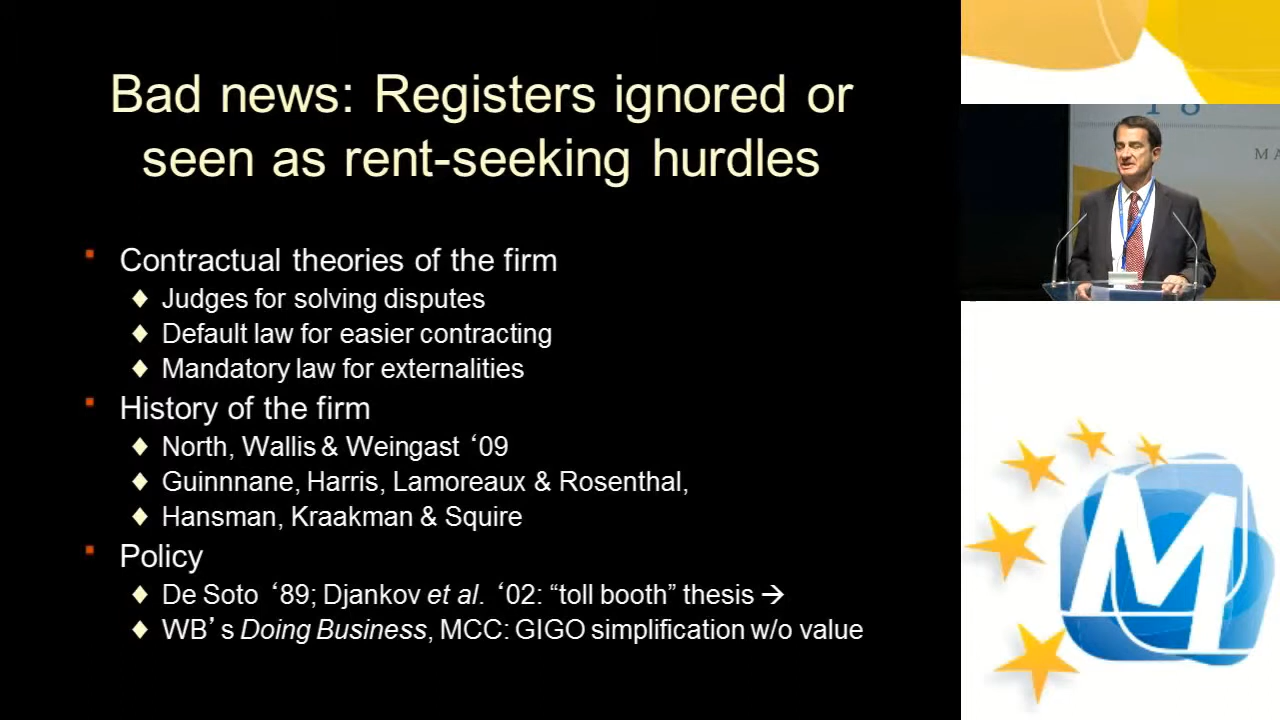 Bad news: Registers ignored or
seen as rent-seeking hurdles
Contractual theories of the firm
Judges for solving disputes
Default law for easier contracting
Mandatory law for externalities
History of the firm
North, Wallis & Weingast ‘09
Guinnnane, Harris, Lamoreaux & Rosenthal,
Hansman, Kraakman & Squire
Policy
De Soto ‘89; Djankov et al. ‘02: “toll booth” thesis →
WB’s Doing Business, MCC: GIGO simplification w/o value
18
MA
M